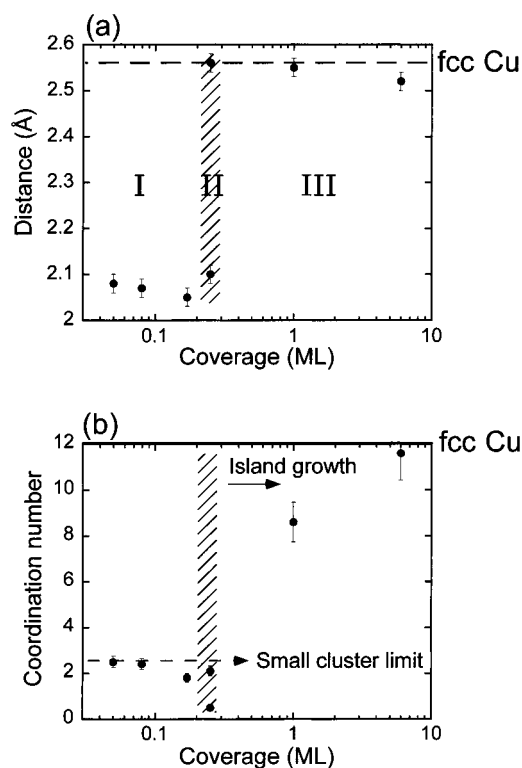 (a)
2.6
fcc Cu
2.5
2.4
2.3
2.2
2.1
2
Distance (Å)
I
II
III
0.1
1
10
Coverage (ML)
(b)
12
fcc Cu
10
8
6
4
2
0
Coordination number
Island growth
Small cluster limit
0.1
1
10
Coverage (ML)